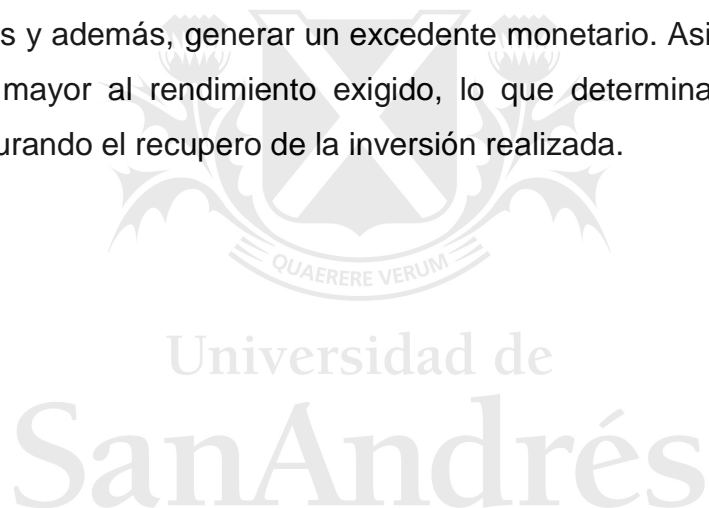 s y además, generar un excedente monetario. Asi
mayor al rendimiento exigido, lo que determina
urando el recupero de la inversión realizada.
QUAERERE VERUM
Universidad de
SanAndrés